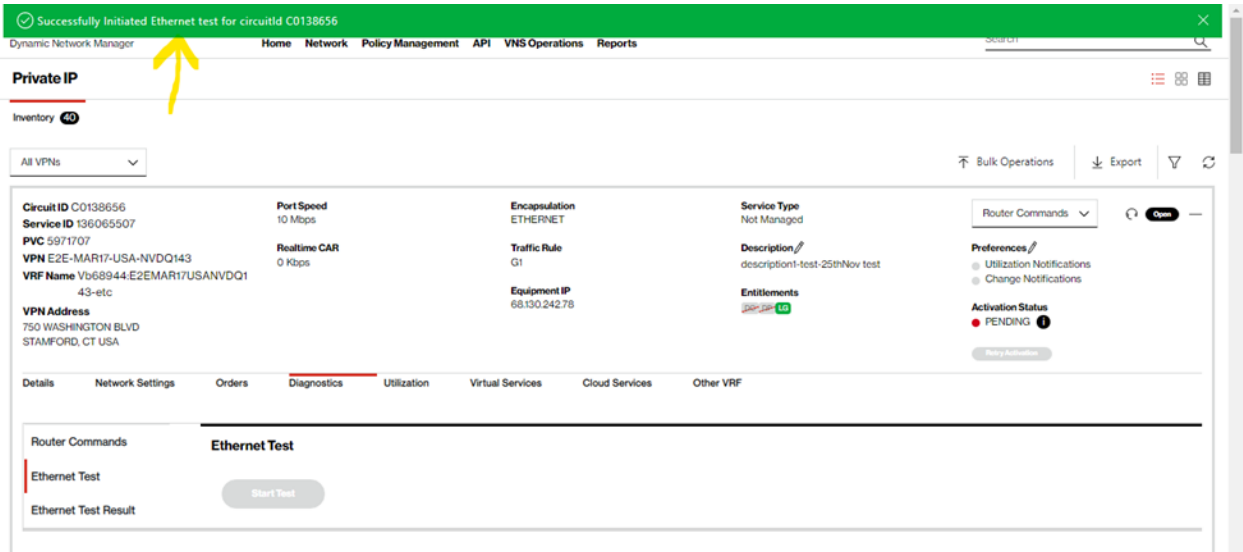 Successfully Initiated Ethernet test for circuitId C0138656
Dynamic Network Manager
Home Network Policy Management API VNS Operations Reports
Search
Private IP
Inventory 40
All VPNs
Bulk Operations
Export
Circuit ID C0138656
Service ID 136065507
PVC 5971707
VPN E2E-MAR17-USA-NVDQ143
VRF Name Vb68944:E2EMAR17USANVDQ1
43-etc
VPN Address
750 WASHINGTON BLVD
STAMFORD, CT USA
Port Speed
10 Mbps
Realtime CAR
0 Kbps
Encapsulation
ETHERNET
Traffic Rule
G1
Equipment IP
68.130.242.78
Service Type
Not Managed
Description
description1-test-25thNov test
Entitlements
LG
Router Commands
Open
Preferences
Utilization Notifications
Change Notifications
Activation Status
PENDING
Retry Activation
Details Network Settings Orders Diagnostics Utilization Virtual Services Cloud Services Other VRF
Router Commands
Ethernet Test
Ethernet Test Result
Ethernet Test
Start Test